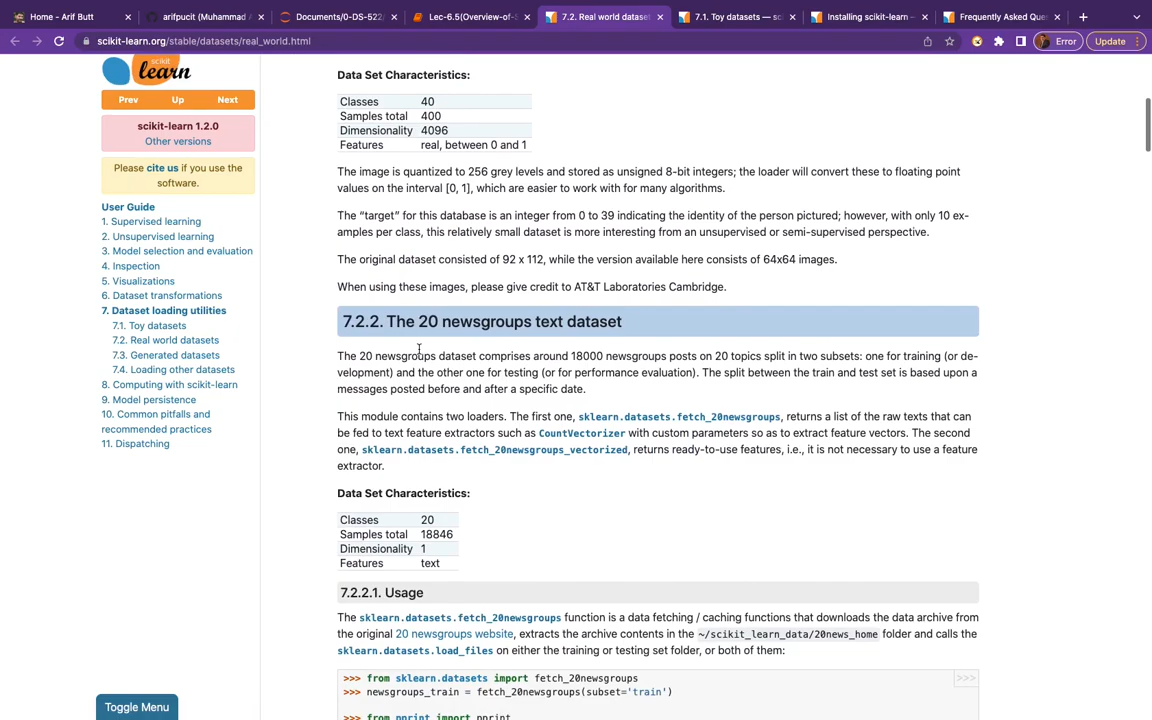 Home - Arif Butt
arifpucit (Muhammad
Documents/0-DS-522/
Lec-6.5(Overview-of-
7.2. Real world dataset
7.1. Toy datasets — sc
Installing scikit-learn —
Frequently Asked Que
scikit-learn.org/stable/datasets/real_world.html
Error
Update
scikit
learn
Prev Up Next
scikit-learn 1.2.0
Other versions
Please cite us if you use the
software.
User Guide
1. Supervised learning
2. Unsupervised learning
3. Model selection and evaluation
4. Inspection
5. Visualizations
6. Dataset transformations
7. Dataset loading utilities
7.1. Toy datasets
7.2. Real world datasets
7.3. Generated datasets
7.4. Loading other datasets
8. Computing with scikit-learn
9. Model persistence
10. Common pitfalls and
recommended practices
11. Dispatching
Toggle Menu
Data Set Characteristics:
Classes 40
Samples total 400
Dimensionality 4096
Features real, between 0 and 1
The image is quantized to 256 grey levels and stored as unsigned 8-bit integers; the loader will convert these to floating point
values on the interval [0, 1], which are easier to work with for many algorithms.
The “target” for this database is an integer from 0 to 39 indicating the identity of the person pictured; however, with only 10 ex-
amples per class, this relatively small dataset is more interesting from an unsupervised or semi-supervised perspective.
The original dataset consisted of 92 x 112, while the version available here consists of 64x64 images.
When using these images, please give credit to AT&T Laboratories Cambridge.
7.2.2. The 20 newsgroups text dataset
The 20 newsgroups dataset comprises around 18000 newsgroups posts on 20 topics split in two subsets: one for training (or de-
velopment) and the other one for testing (or for performance evaluation). The split between the train and test set is based upon a
messages posted before and after a specific date.
This module contains two loaders. The first one, sklearn.datasets.fetch_20newsgroups, returns a list of the raw texts that can
be fed to text feature extractors such as CountVectorizer with custom parameters so as to extract feature vectors. The second
one, sklearn.datasets.fetch_20newsgroups_vectorized, returns ready-to-use features, i.e., it is not necessary to use a feature
extractor.
Data Set Characteristics:
Classes 20
Samples total 18846
Dimensionality 1
Features text
7.2.2.1. Usage
The sklearn.datasets.fetch_20newsgroups function is a data fetching / caching functions that downloads the data archive from
the original 20 newsgroups website, extracts the archive contents in the ~/scikit_learn_data/20news_home folder and calls the
sklearn.datasets.load_files on either the training or testing set folder, or both of them:
>>>
>>> from sklearn.datasets import fetch_20newsgroups
>>> newsgroups_train = fetch_20newsgroups(subset='train')
>>> from pprint import pprint